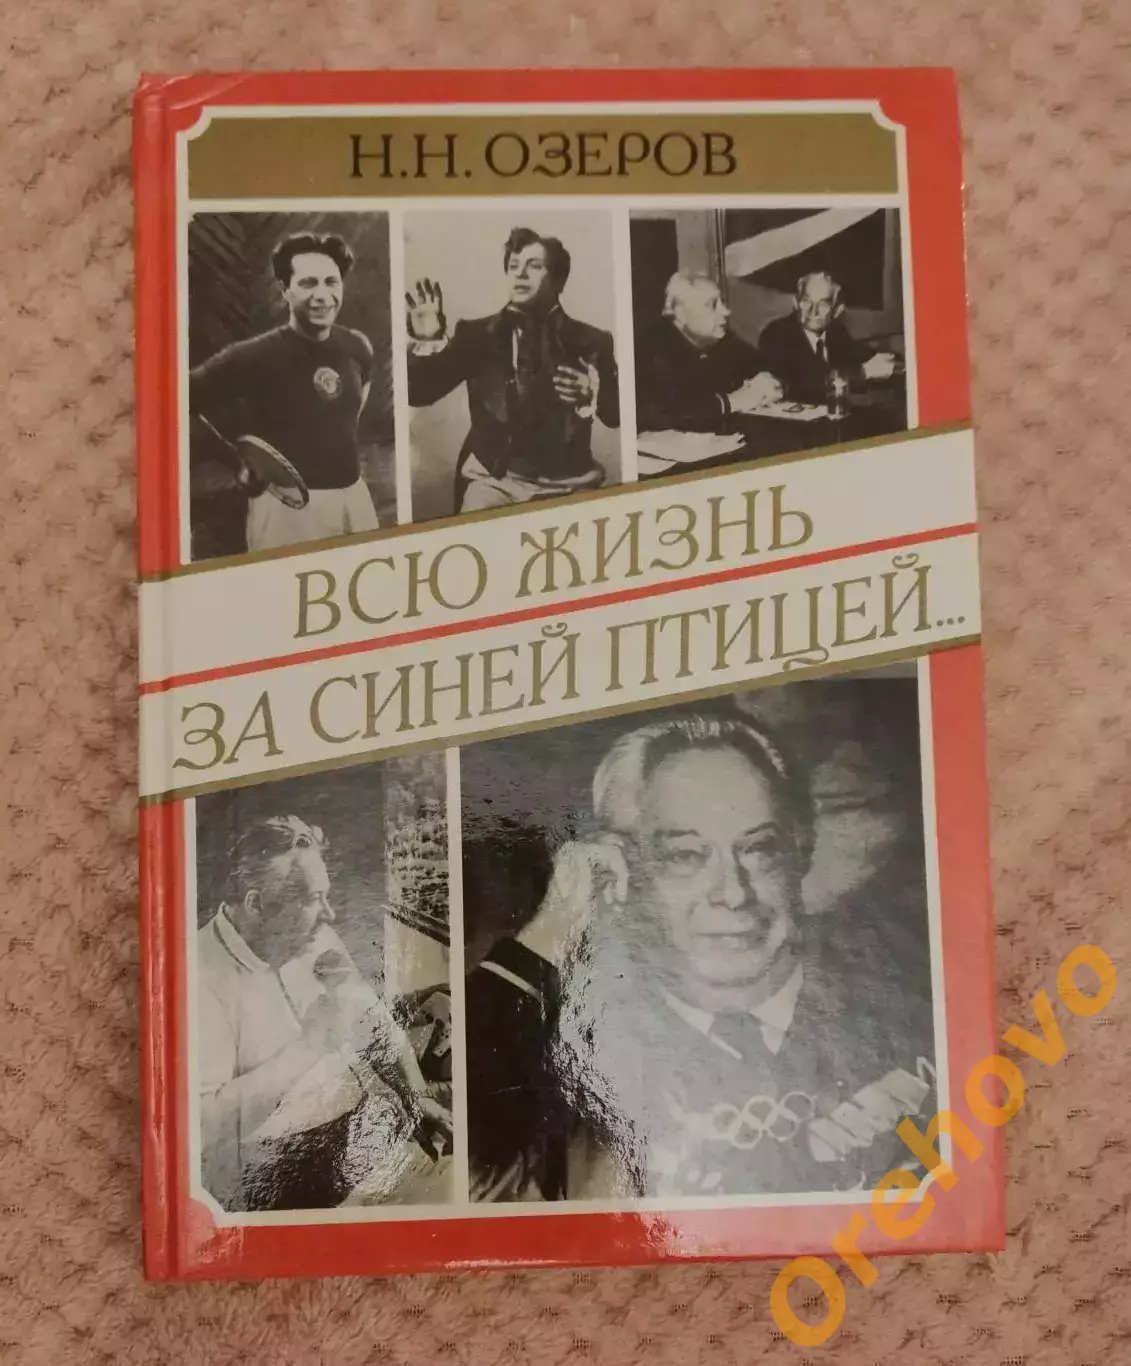 Н.Н. ОЗЕРОВ
ВСЮ ЖИЗНЬ
ЗА СИНЕЙ ПТИЦЕЙ...
Orehovo